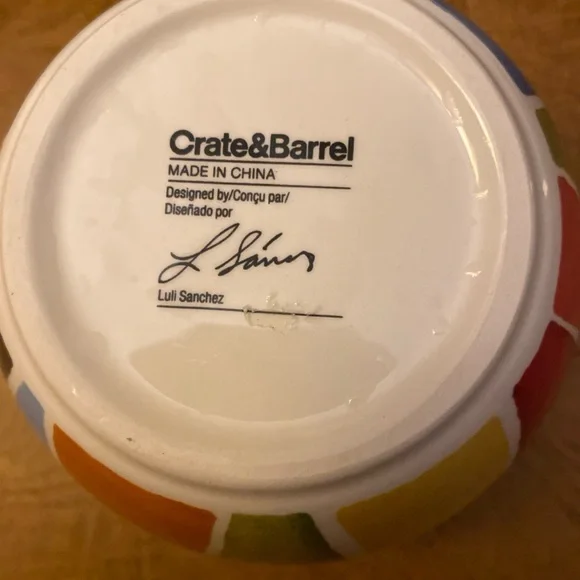 Crate&Barrel
MADE IN CHINA
Designed by/Conçu par/
Diseñado por
L Sánchez
Luli Sanchez